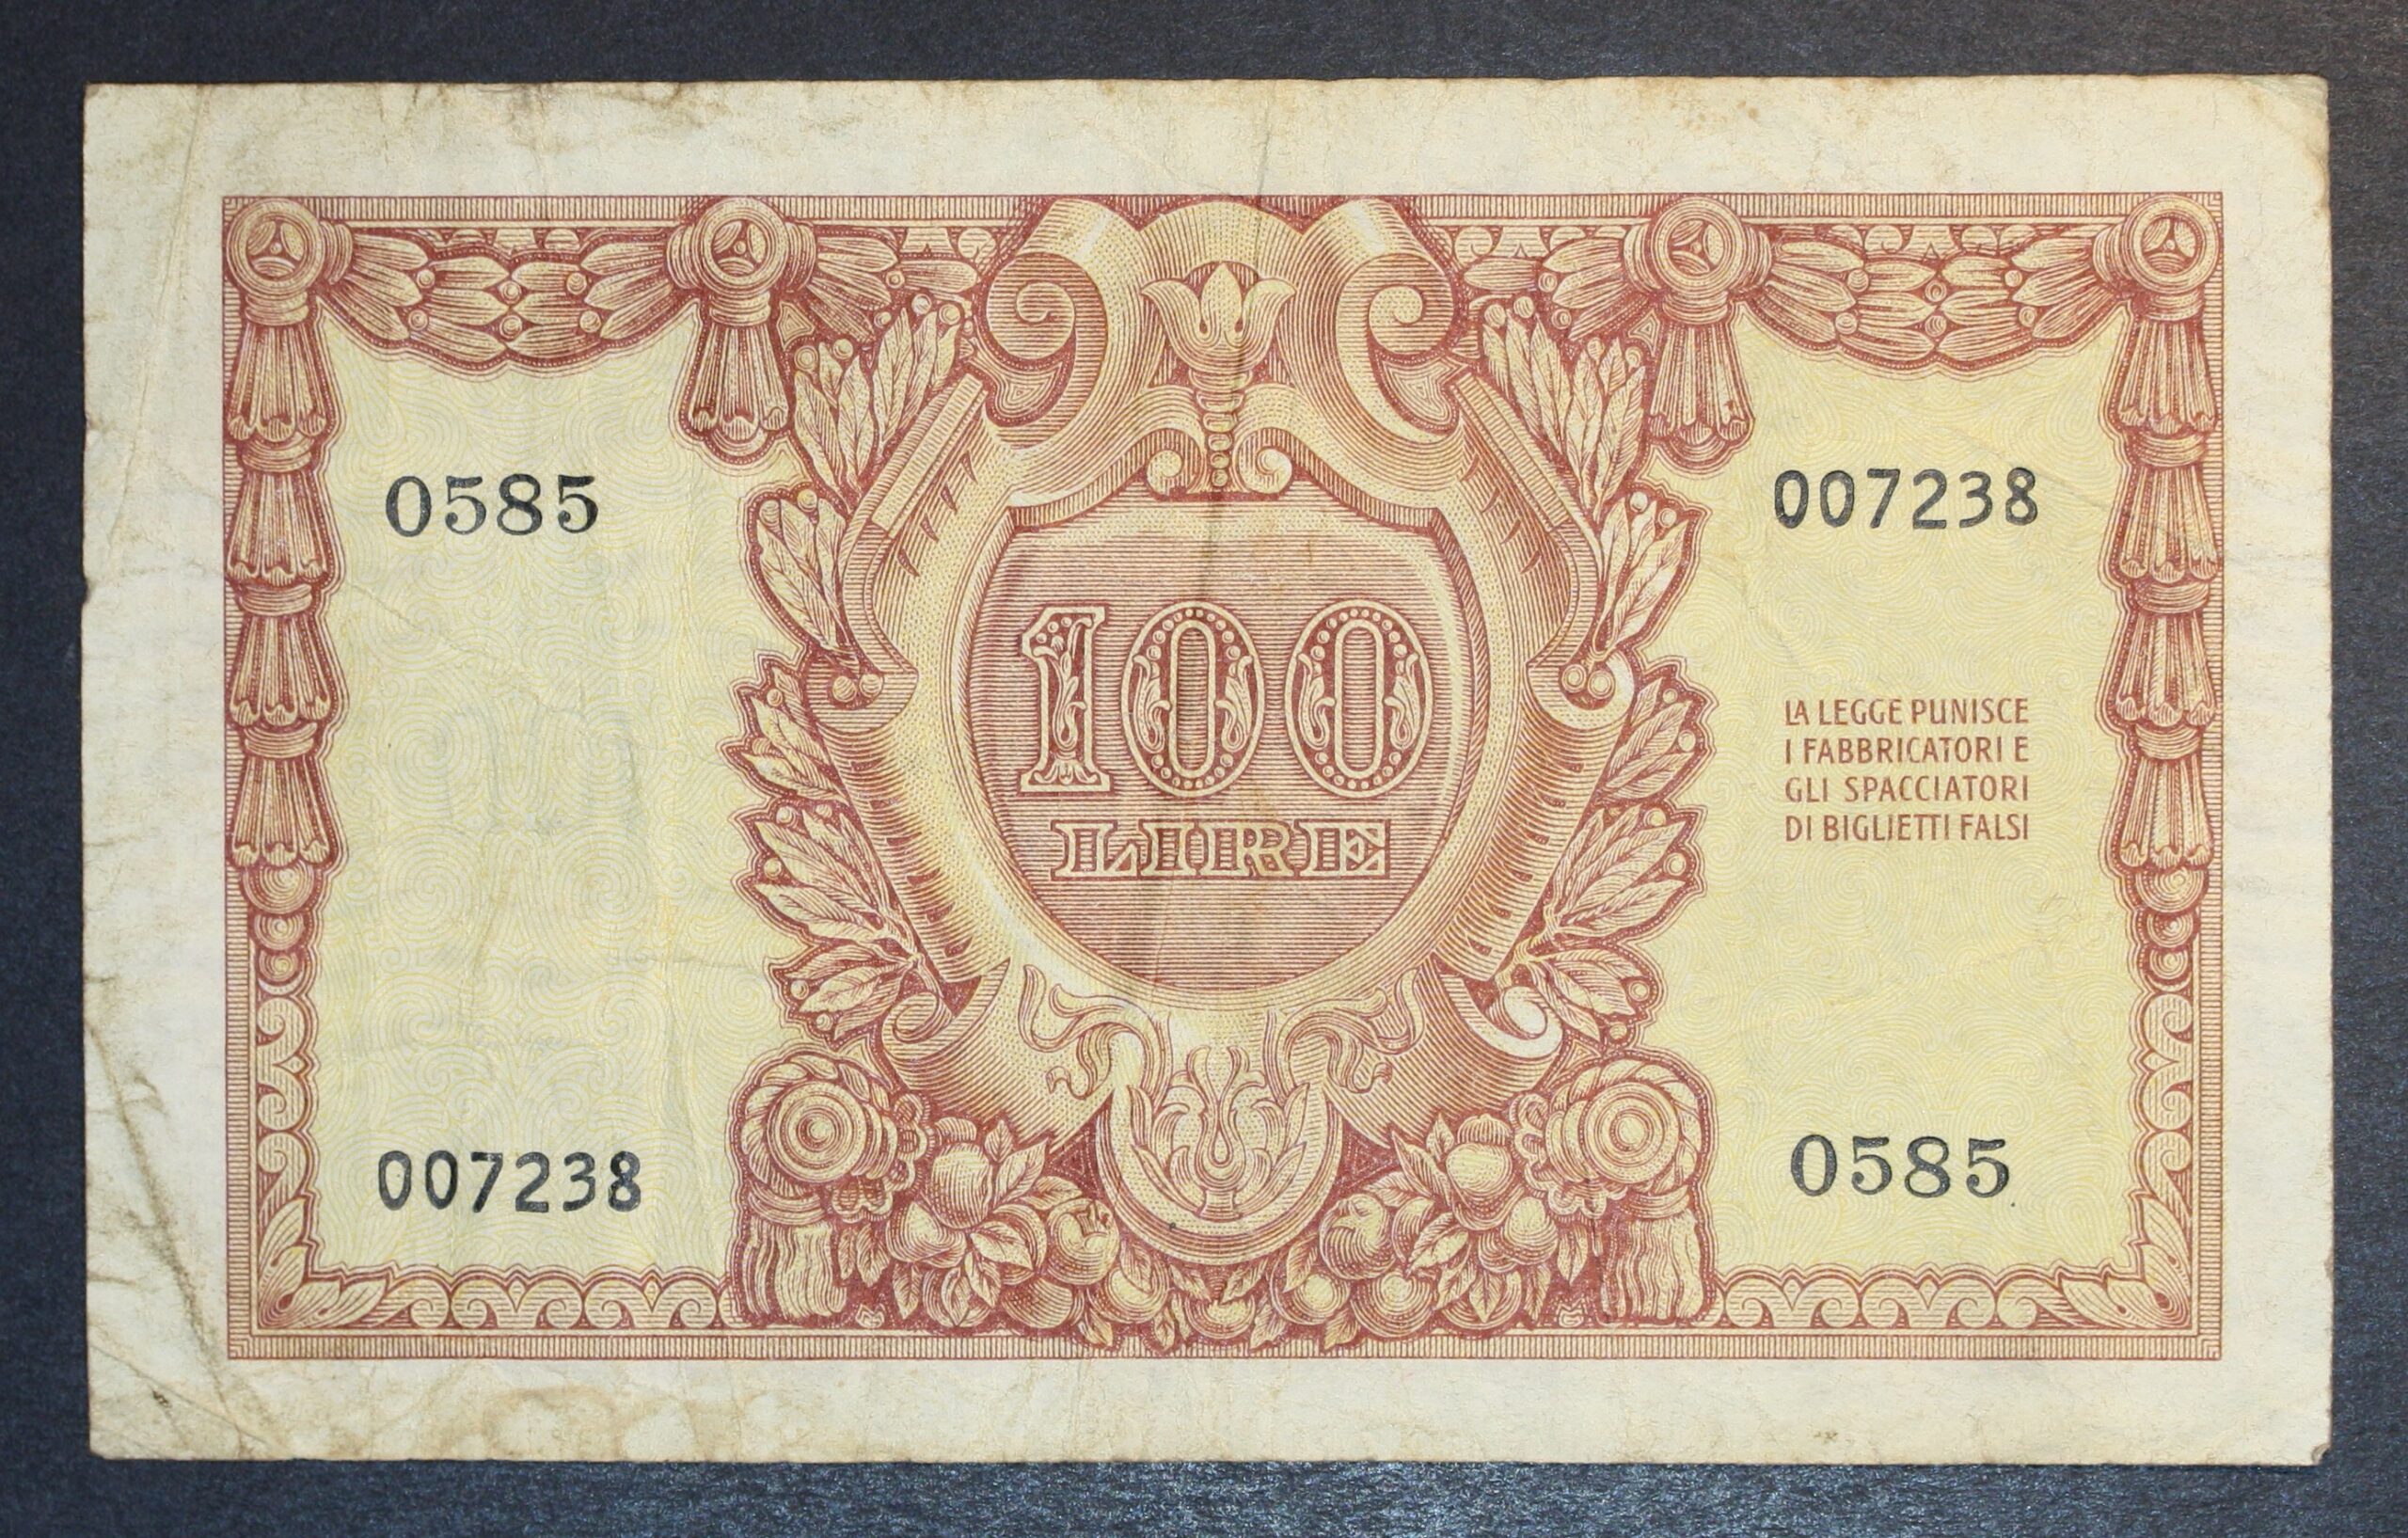 0585
007238
100
LIRE
LA LEGGE PUNISCE
I FABBRICATORI E
GLI SPACCIATORI
DI BIGLIETTI FALSI
007238
0585